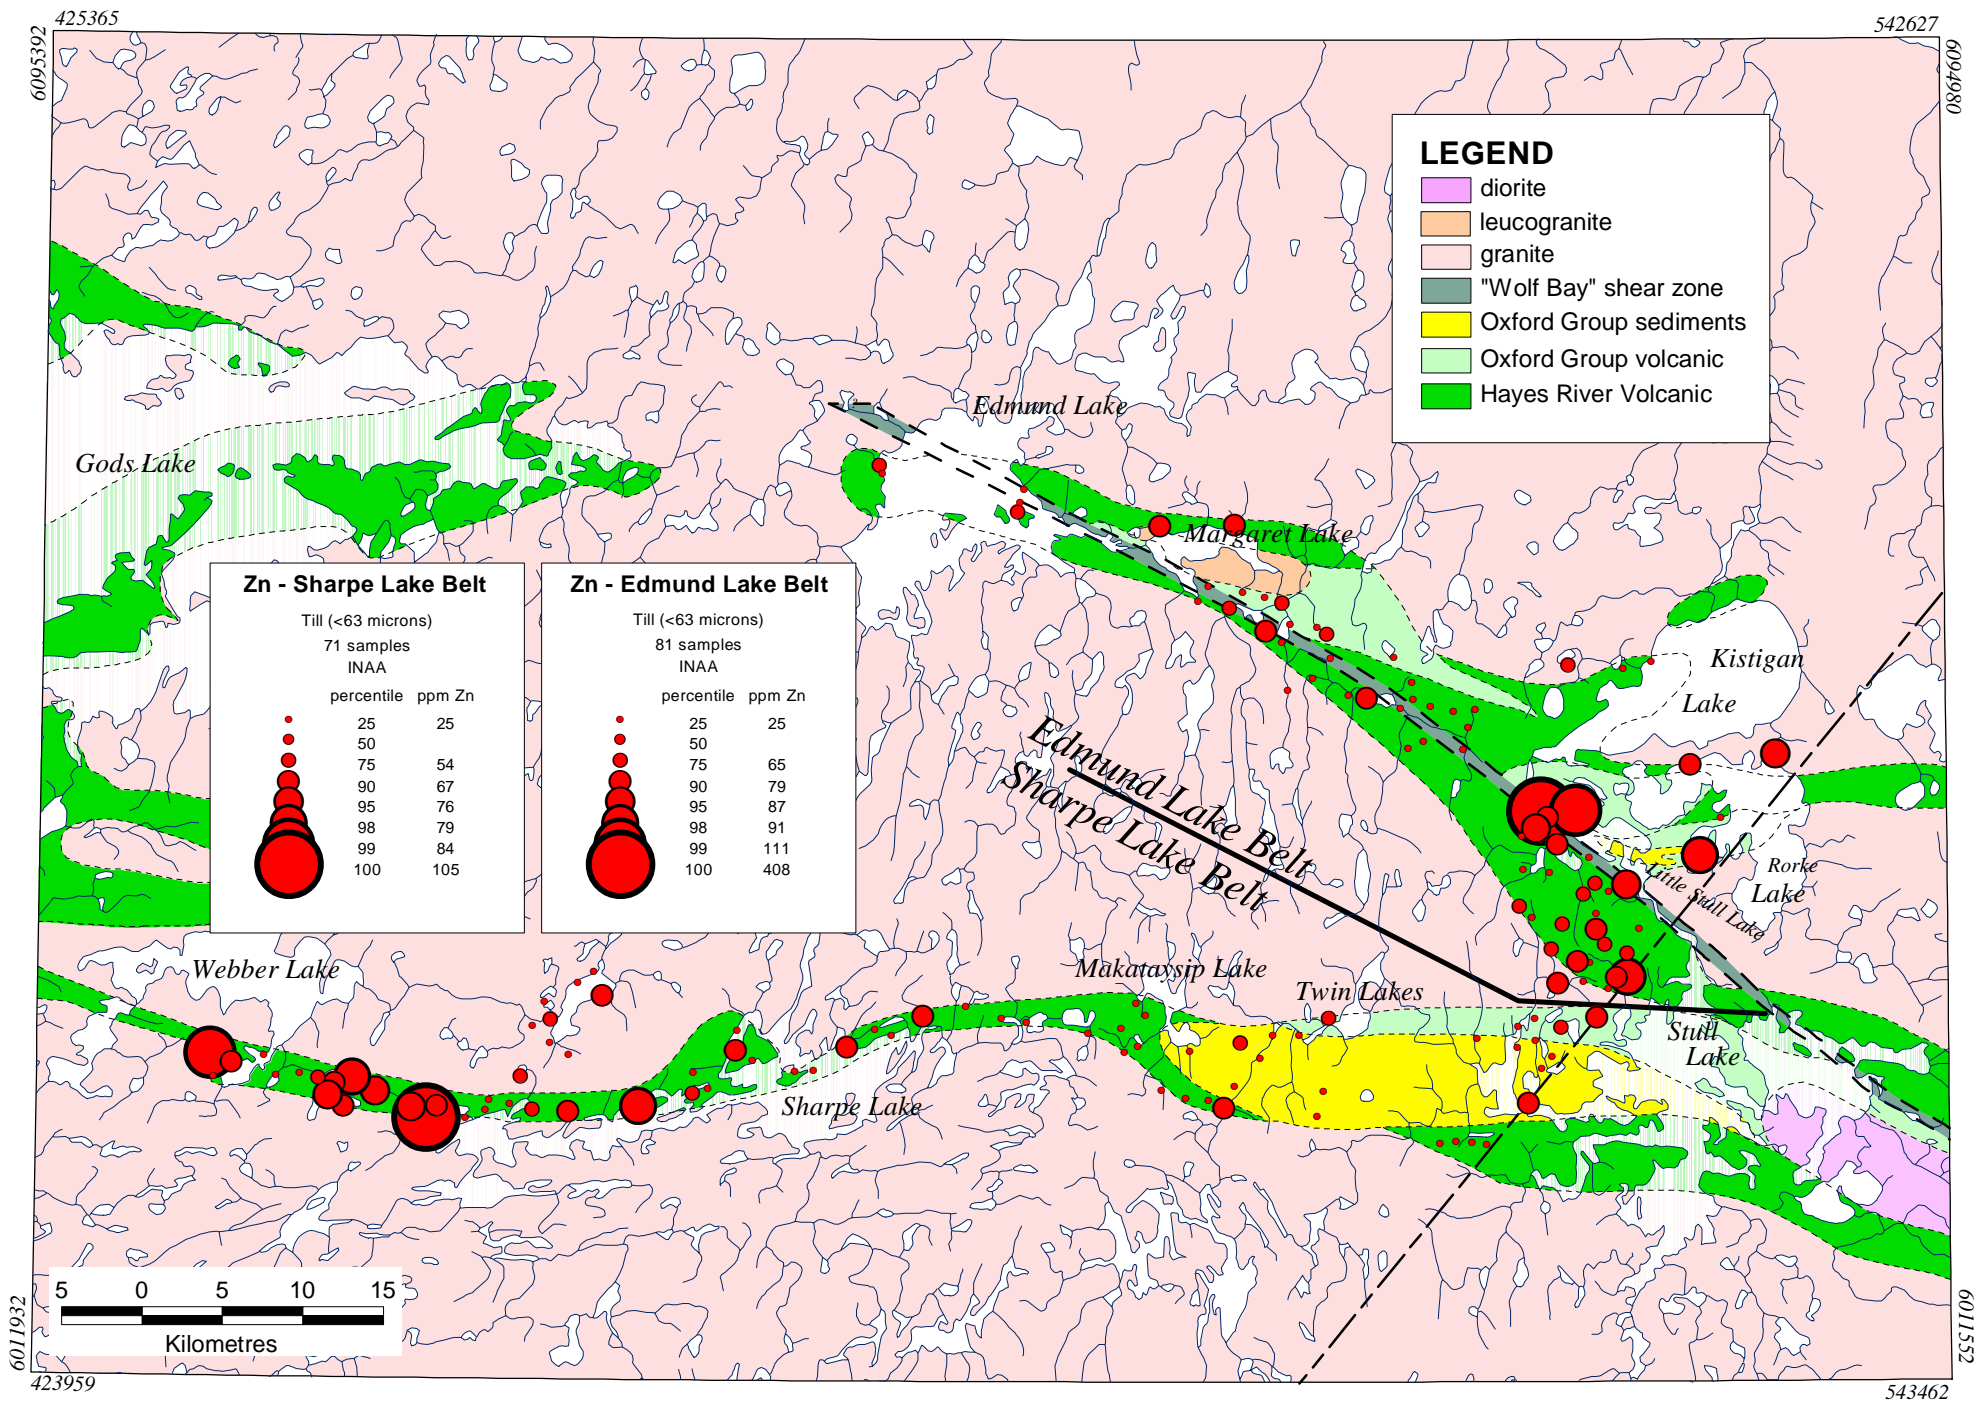 425365
542627
6095392
6094980
LEGEND
diorite
leucogranite
granite
"Wolf Bay" shear zone
Oxford Group sediments
Oxford Group volcanic
Hayes River Volcanic
Edmund Lake
Gods Lake
Margaret Lake
Zn - Sharpe Lake Belt
Till (<63 microns)
71 samples
INAA
percentile ppm Zn
25 25
50
75 54
90 67
95 76
98 79
99 84
100 105
Zn - Edmund Lake Belt
Till (<63 microns)
81 samples
INAA
percentile ppm Zn
25 25
50
75 65
90 79
95 87
98 91
99 111
100 408
Kistigan
Lake
Edmund Lake Belt
Sharpe Lake Belt
Rorke
Lake
Little Stull Lake
Webber Lake
Makataysip Lake
Twin Lakes
Stull
Lake
Sharpe Lake
5 0 5 10 15
Kilometres
6011932
6011552
423959
543462